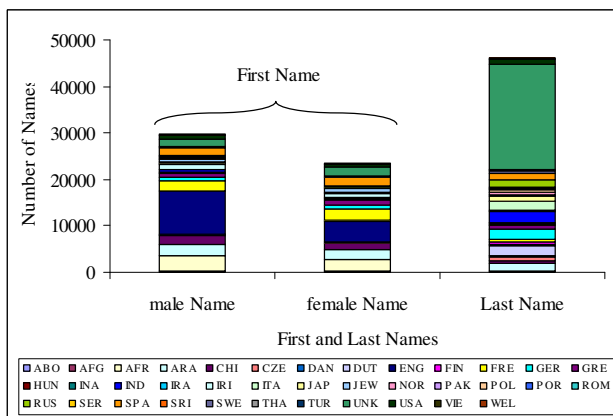 50000
40000
30000
20000
10000
0
Number of Names
First Name
male Name female Name Last Name
First and Last Names
ABO AFG AFR ARA CHI CZE DAN DUT ENG FIN FRE GER GRE
HUN INA IND IRA IRI ITA JAP JEW NOR PAK POL POR ROM
RUS SER SPA SRI SWE THA TUR UNK USA VIE WEL